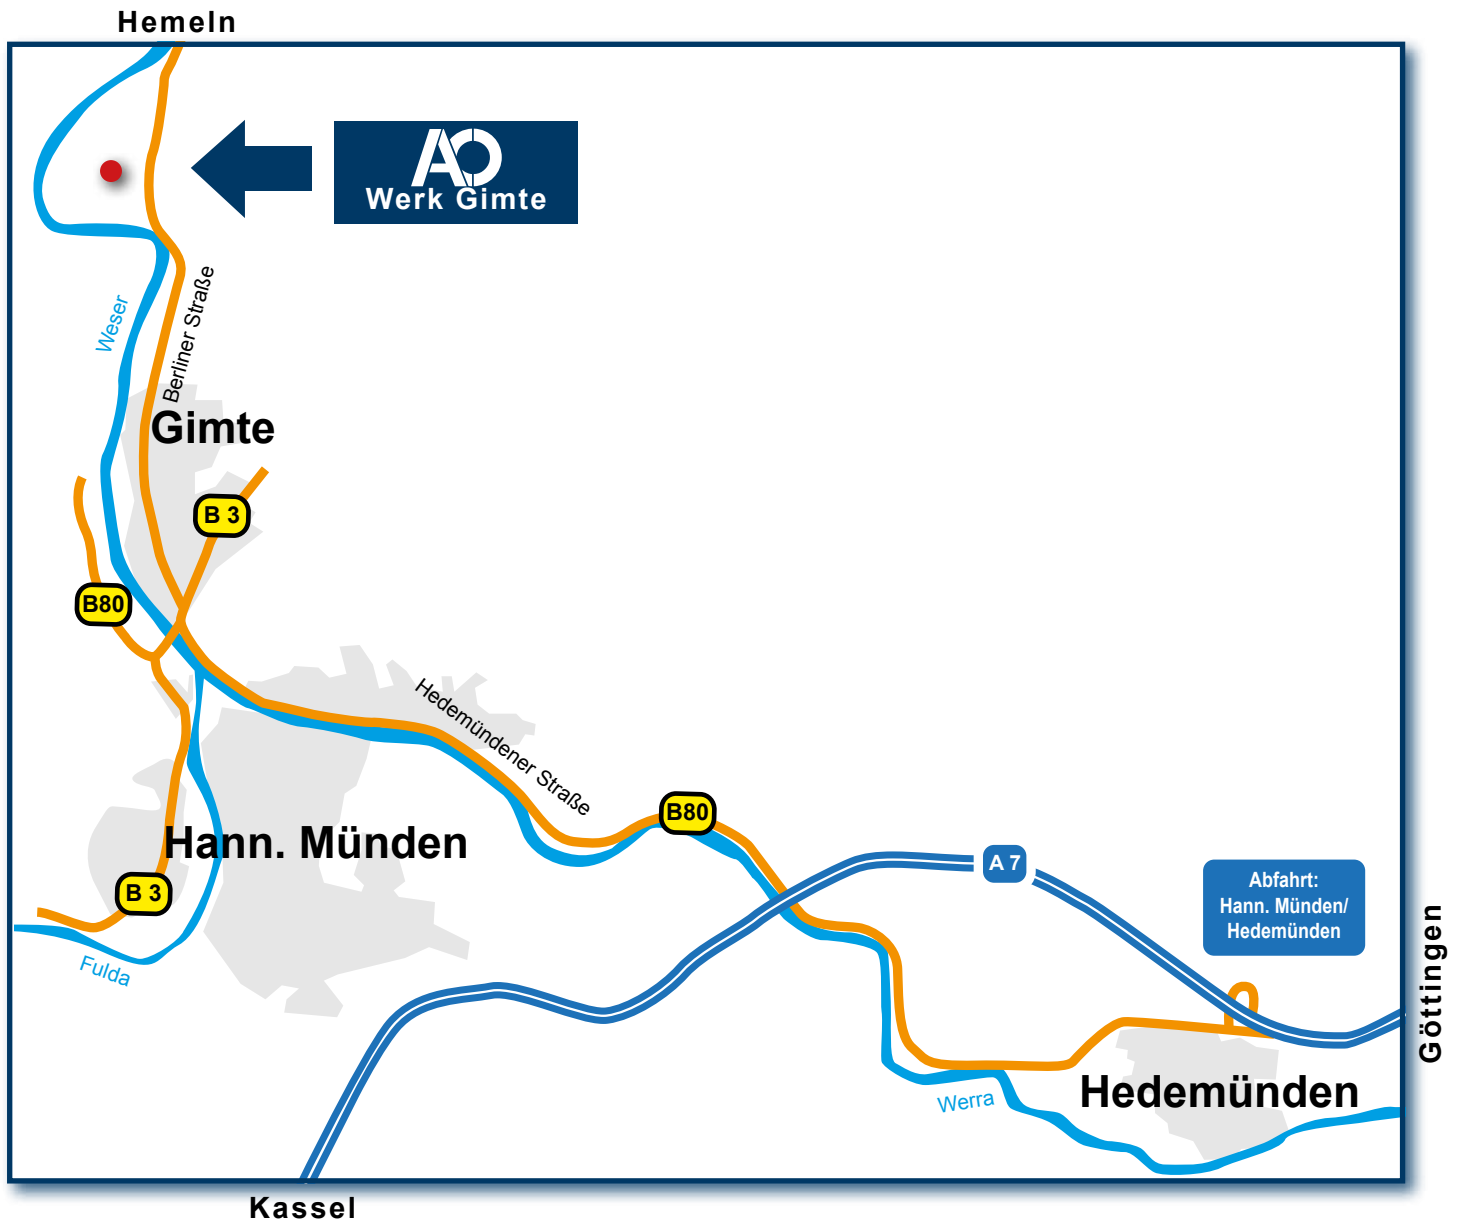 Hemeln
AO
Werk Gimte
Weser
Berliner Straße
Gimte
B 3
B80
Hedemündener Straße
B80
Hann. Münden
A 7
Abfahrt:
Hann. Münden/
Hedemünden
B 3
Fulda
Göttingen
Werra
Hedemünden
Kassel